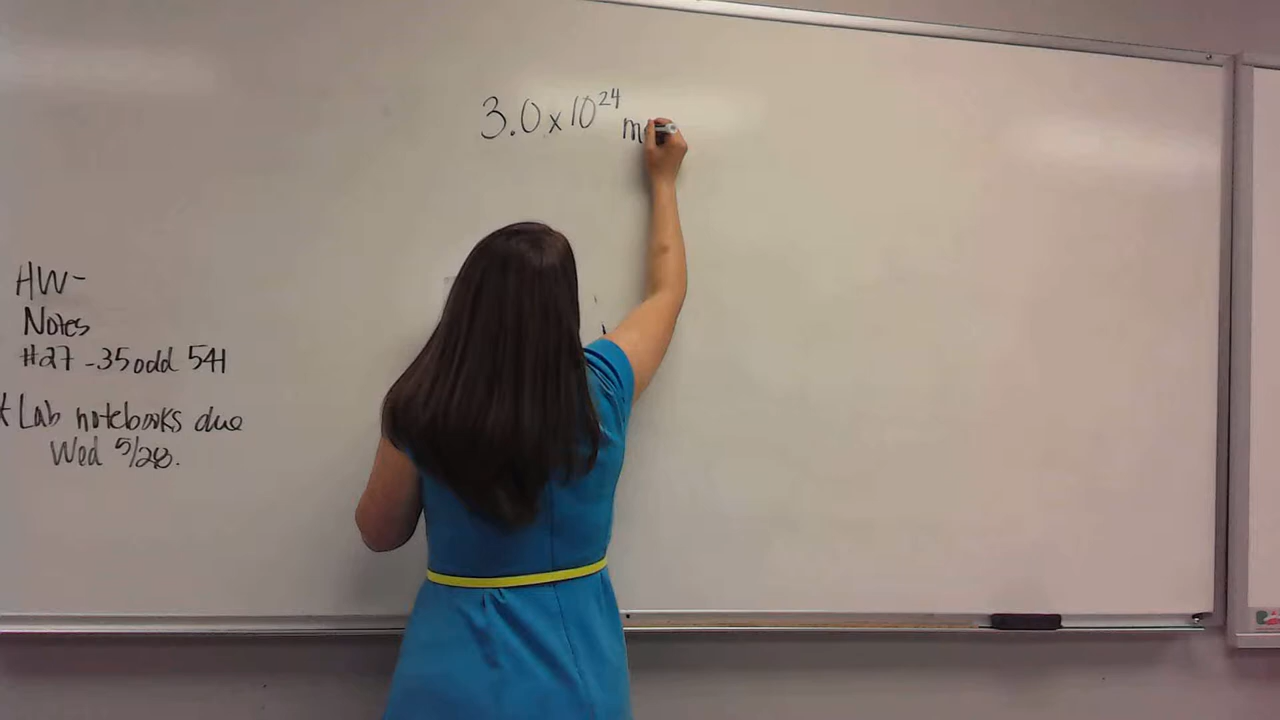 3.0 x 10²⁴ m
HW-
Notes
#27 -35 odd 541
* Lab notebooks due
Wed 5/28.